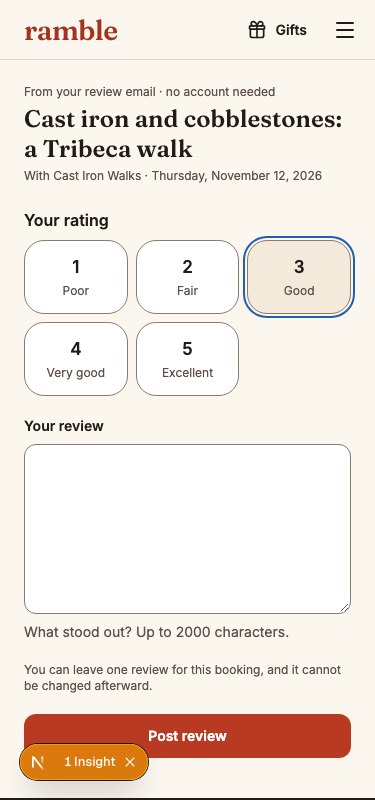 ramble
Gifts
From your review email · no account needed
Cast iron and cobblestones:
a Tribeca walk
With Cast Iron Walks · Thursday, November 12, 2026
Your rating
1
Poor
2
Fair
3
Good
4
Very good
5
Excellent
Your review
What stood out? Up to 2000 characters.
You can leave one review for this booking, and it cannot
be changed afterward.
Post review
N
1 Insight